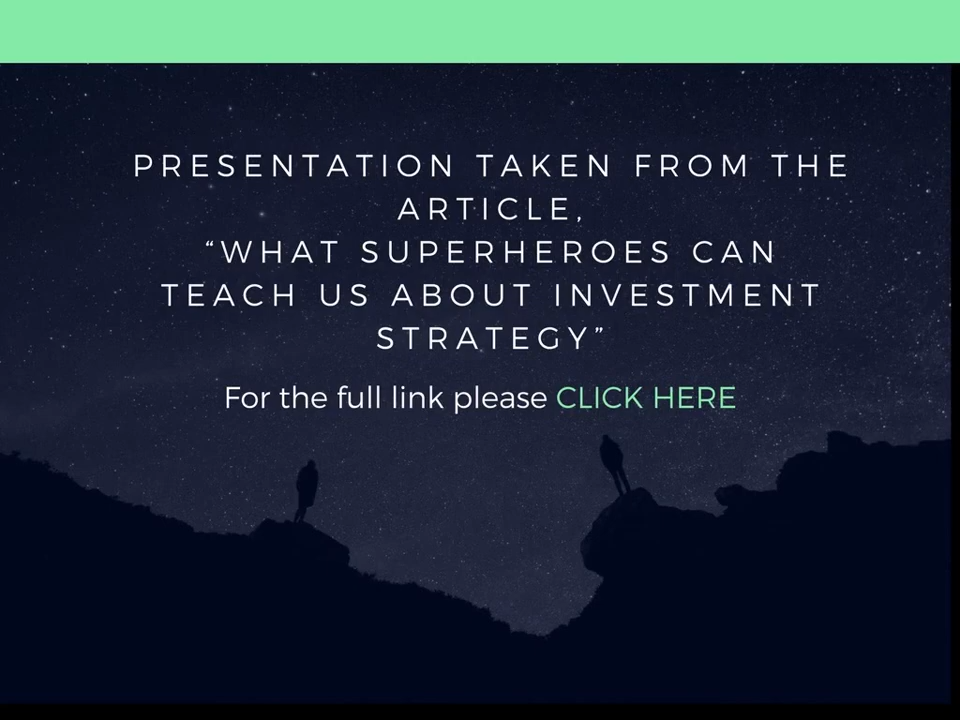 PRESENTATION TAKEN FROM THE
ARTICLE,
“WHAT SUPERHEROES CAN
TEACH US ABOUT INVESTMENT
STRATEGY”
For the full link please CLICK HERE